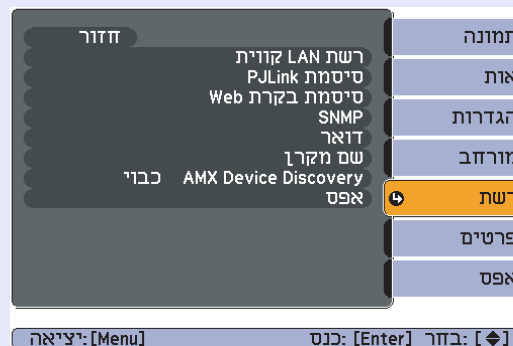 חזור
רשת LAN קווית
סיסמת PJLink
סיסמת בקרת Web
SNMP
דואר
שם מקרן
AMX Device Discovery כבוי
אפס
תמונה
אות
הגדרות
מורחב
רשת
פרטים
אפס
[◆]: בחר [Enter]: כנס [Menu]: יציאה